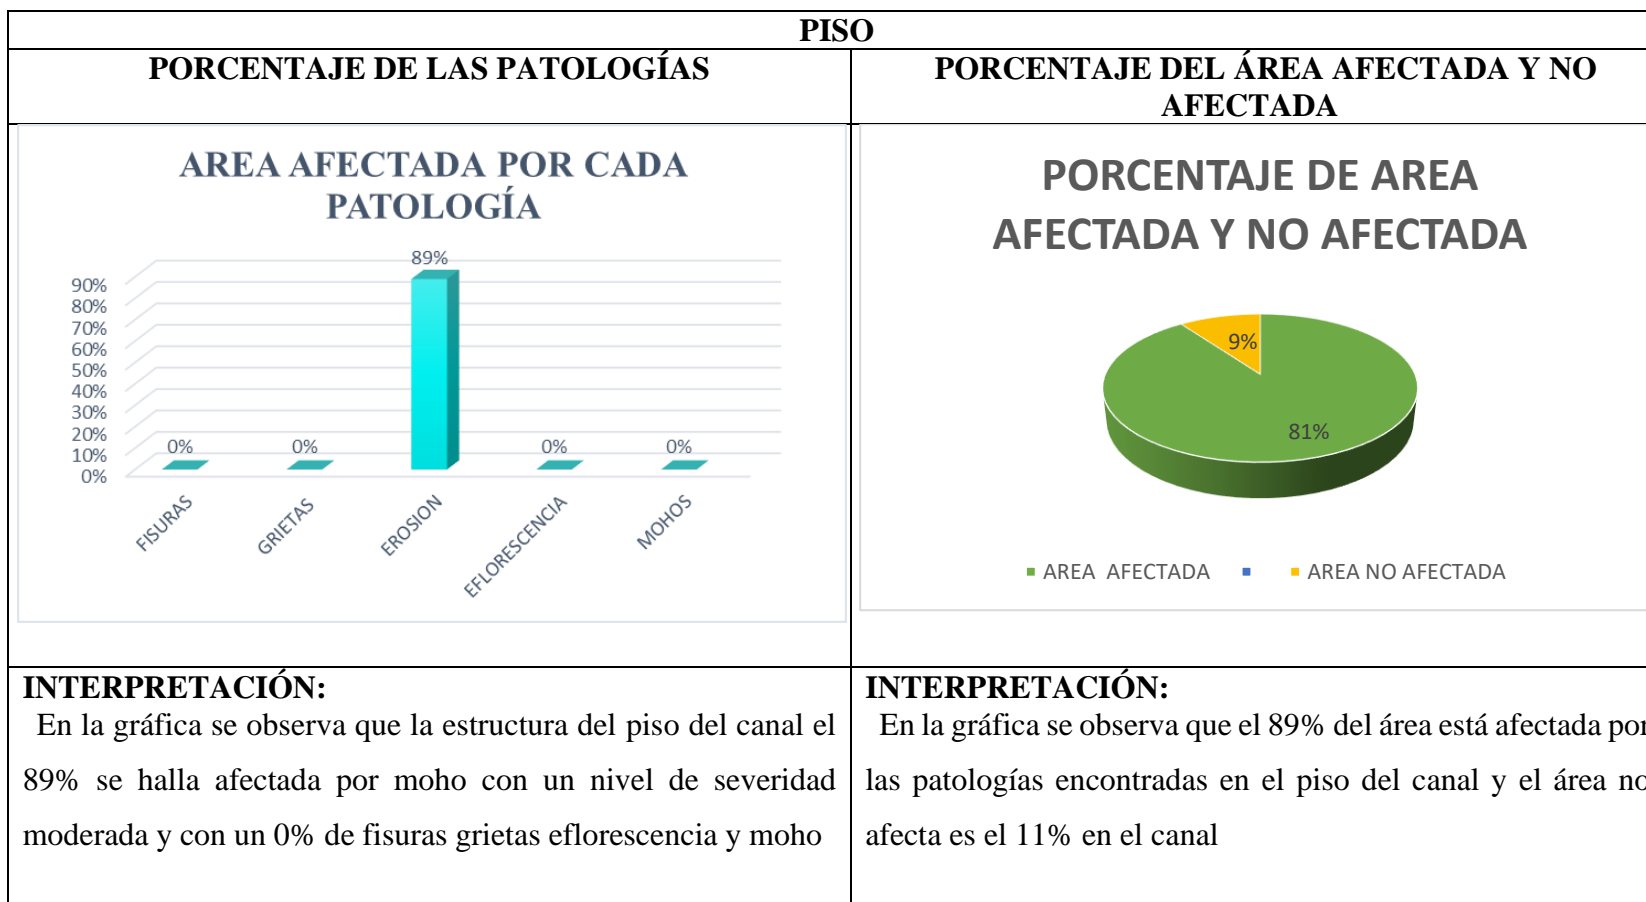 PISO
PORCENTAJE DE LAS PATOLOGÍAS
PORCENTAJE DEL ÁREA AFECTADA Y NO
AFECTADA
AREA AFECTADA POR CADA
PATOLOGÍA
89%
90%
80%
70%
60%
50%
40%
30%
20%
10%
0%
0%
0%
0%
0%
FISURAS
GRIETAS
EROSION
EFLORESCENCIA
MOHOS
PORCENTAJE DE AREA
AFECTADA Y NO AFECTADA
9%
81%
AREA AFECTADA
AREA NO AFECTADA
INTERPRETACIÓN:
En la gráfica se observa que la estructura del piso del canal el
89% se halla afectada por moho con un nivel de severidad
moderada y con un 0% de fisuras grietas eflorescencia y moho
INTERPRETACIÓN:
En la gráfica se observa que el 89% del área está afectada por
las patologías encontradas en el piso del canal y el área no
afecta es el 11% en el canal